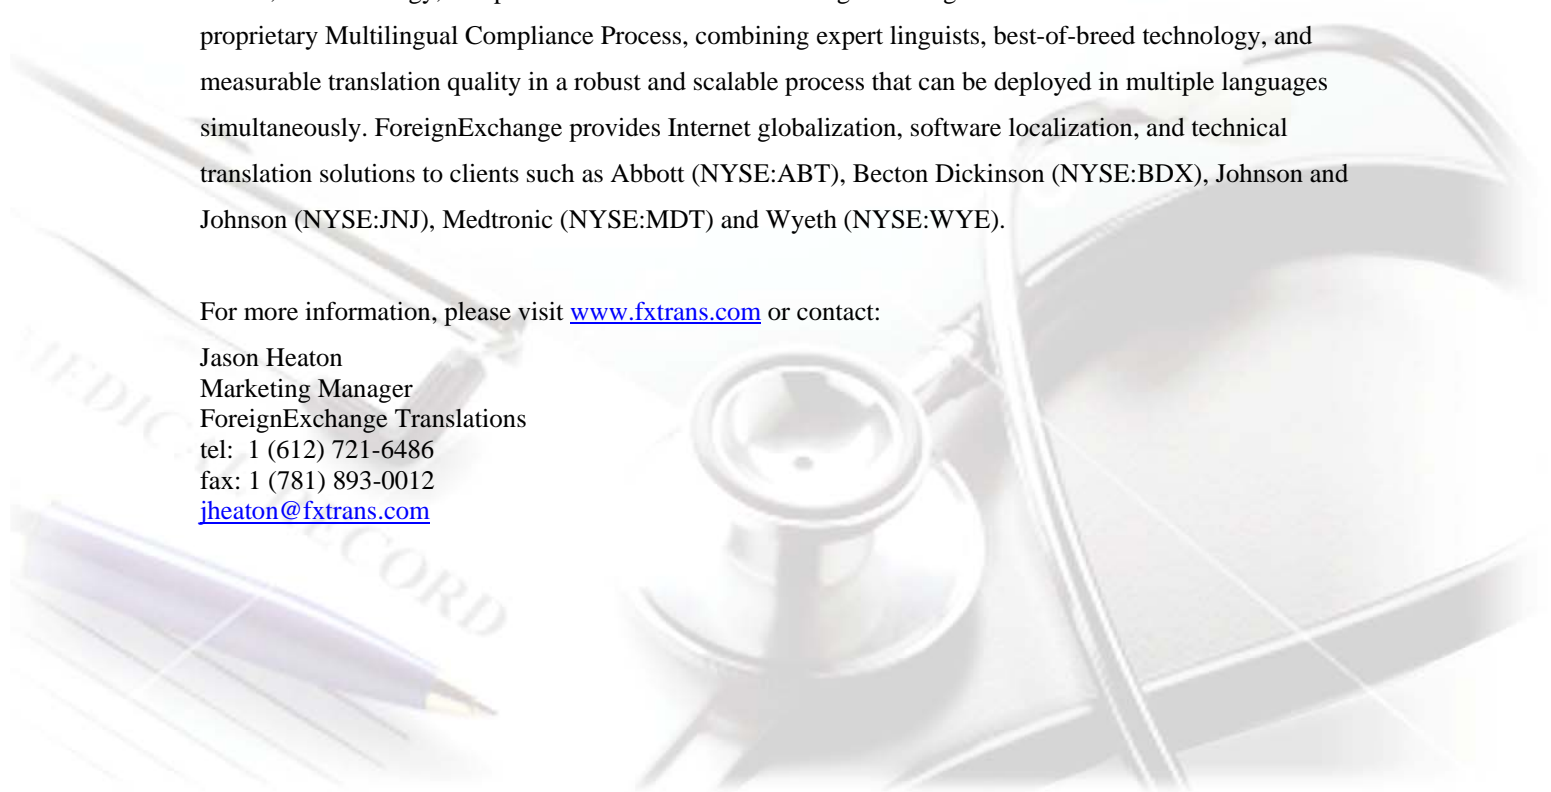 proprietary Multilingual Compliance Process, combining expert linguists, best-of-breed technology, and
measurable translation quality in a robust and scalable process that can be deployed in multiple languages
simultaneously. ForeignExchange provides Internet globalization, software localization, and technical
translation solutions to clients such as Abbott (NYSE:ABT), Becton Dickinson (NYSE:BDX), Johnson and
Johnson (NYSE:JNJ), Medtronic (NYSE:MDT) and Wyeth (NYSE:WYE).
For more information, please visit www.fxtrans.com or contact:
Jason Heaton
Marketing Manager
ForeignExchange Translations
tel:  1 (612) 721-6486
fax: 1 (781) 893-0012
jheaton@fxtrans.com
MEDICAL RECORD